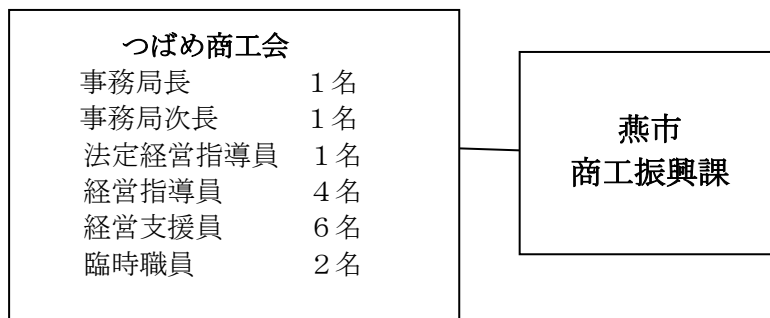 つばめ商工会
事務局長　１名
事務局次長　１名
法定経営指導員　１名
経営指導員　４名
経営支援員　６名
臨時職員　２名
燕市
商工振興課